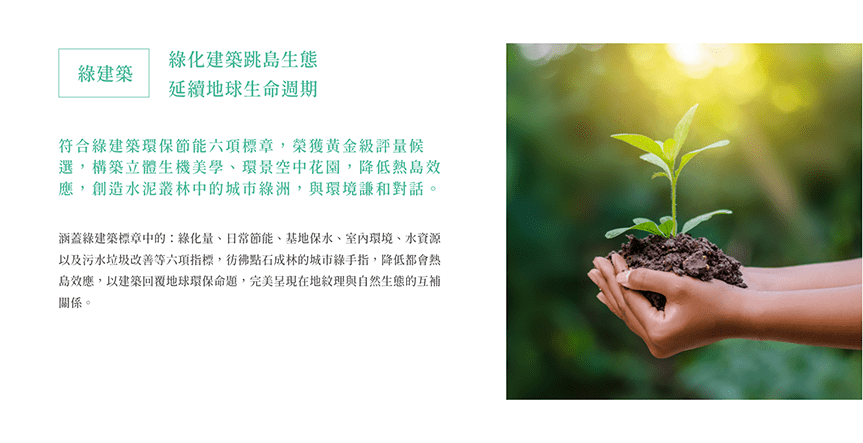 綠建築
綠化建築跳島生態
延續地球生命週期
符合綠建築環保節能六項標章，榮獲黃金級評量候
選，構築立體生機美學、環景空中花園，降低熱島效
應，創造水泥叢林中的城市綠洲，與環境謙和對話。
涵蓋綠建築標章中的：綠化量、日常節能、基地保水、室內環境、水資源
以及污水垃圾改善等六項指標，彷彿點石成林的城市綠手指，降低都會熱
島效應，以建築回覆地球環保命題，完美呈現在地紋理與自然生態的互補
關係。